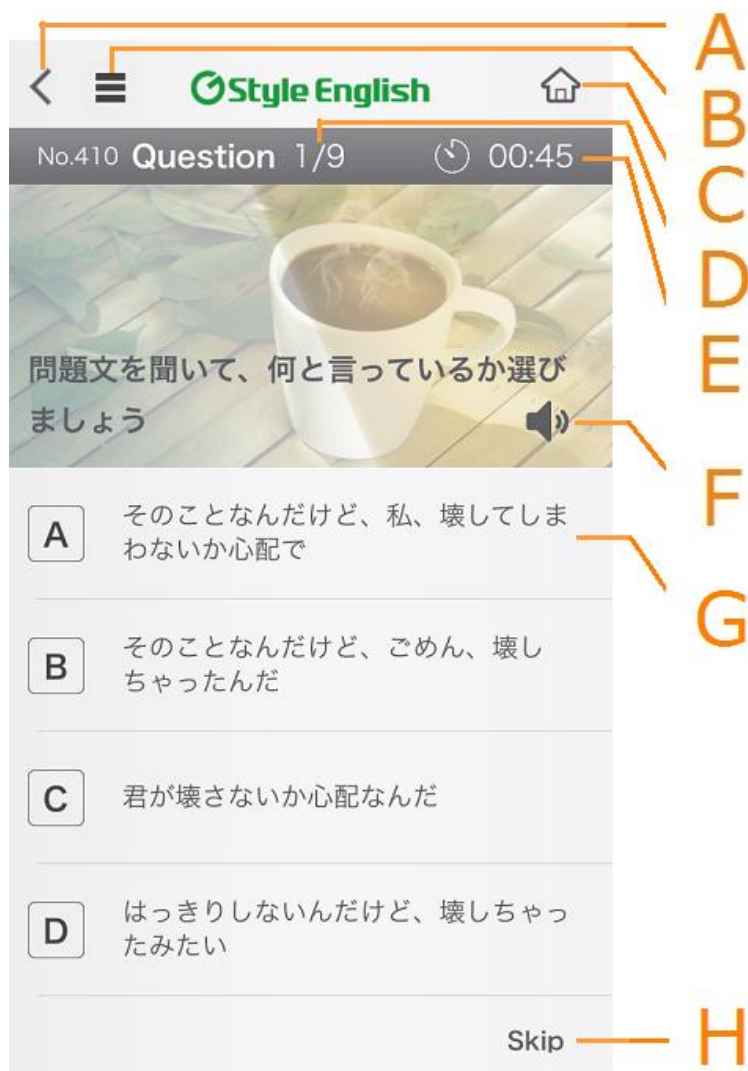 A
GStyle English
B
No.410 Question 1/9 00:45
C
D
E
問題文を聞いて、何と言っているか選び
ましょう
F
A そのことなんだけど、私、壊してしま
わないか心配で
G
B そのことなんだけど、ごめん、壊し
ちゃったんだ
C 君が壊さないか心配なんだ
D はっきりしないんだけど、壊しちゃっ
たみたい
Skip
H